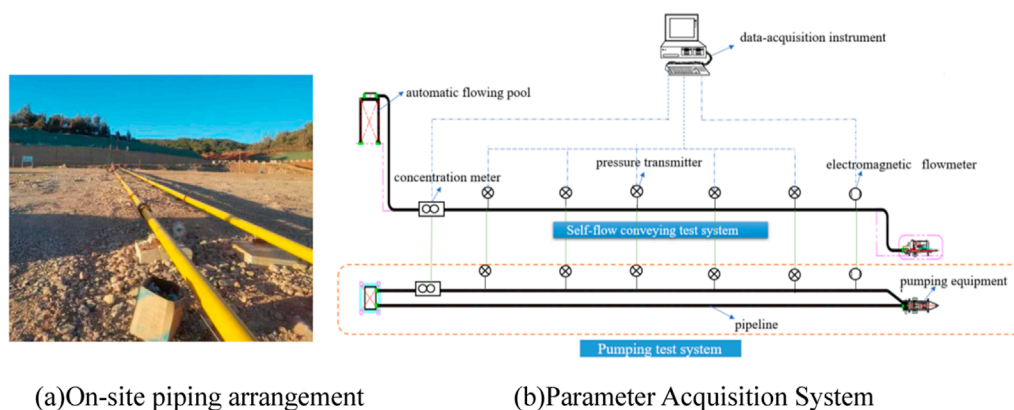 data-acquisition instrument
automatic flowing pool
concentration meter
pressure transmitter
electromagnetic flowmeter
Self-flow conveying test system
pumping equipment
pipeline
Pumping test system
(a)On-site piping arrangement
(b)Parameter Acquisition System